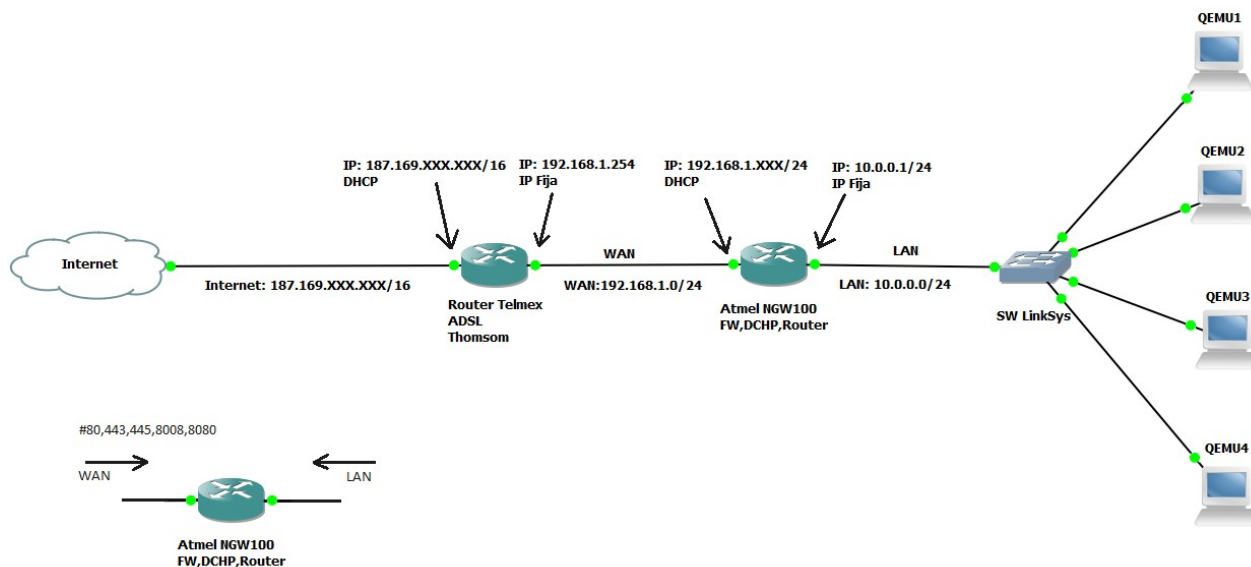 QEMU1
QEMU2
IP: 187.169.XXX.XXX/16
DHCP
IP: 192.168.1.254
IP Fija
IP: 192.168.1.XXX/24
DHCP
IP: 10.0.0.1/24
IP Fija
Internet
WAN
LAN
Internet: 187.169.XXX.XXX/16
WAN:192.168.1.0/24
LAN: 10.0.0.0/24
Router Telmex
ADSL
Thomsom
Atmel NGW100
FW,DCHP,Router
SW LinkSys
QEMU3
QEMU4
#80,443,445,8008,8080
WAN
LAN
Atmel NGW100
FW,DCHP,Router